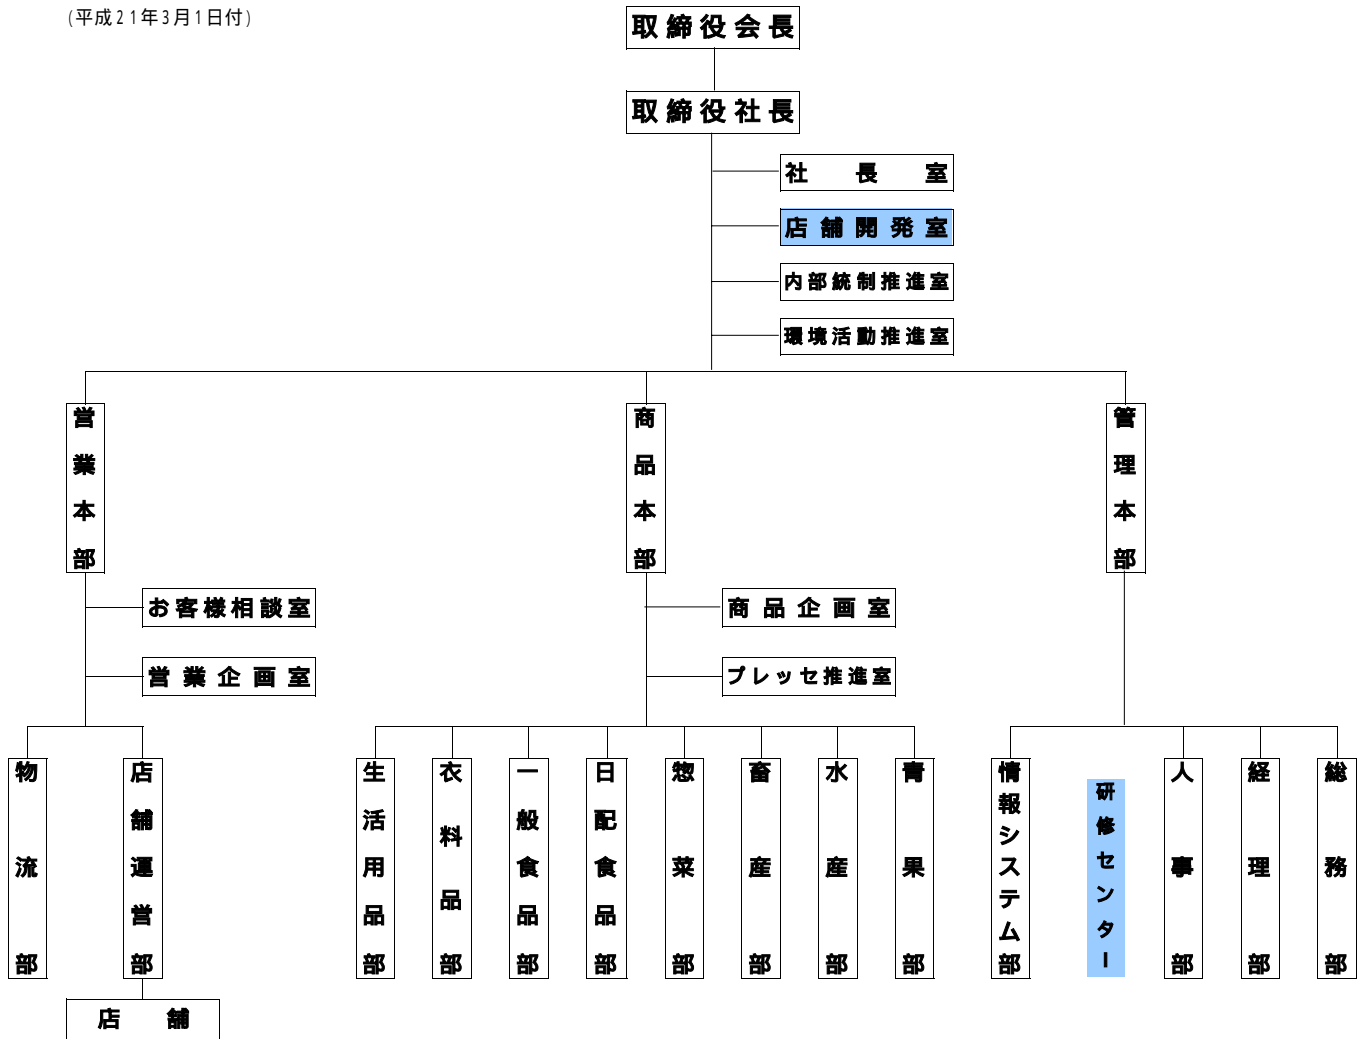 (平成21年3月1日付)
取締役会長
取締役社長
社長室
店舗開発室
内部統制推進室
環境活動推進室
営業本部
商品本部
管理本部
お客様相談室
商品企画室
営業企画室
プレッセ推進室
物流部
店舗運営部
生活用品部
衣料品部
一般食品部
日配食品部
惣菜部
畜産部
水産部
青果部
情報システム部
研修センター
人事部
経理部
総務部
店舗